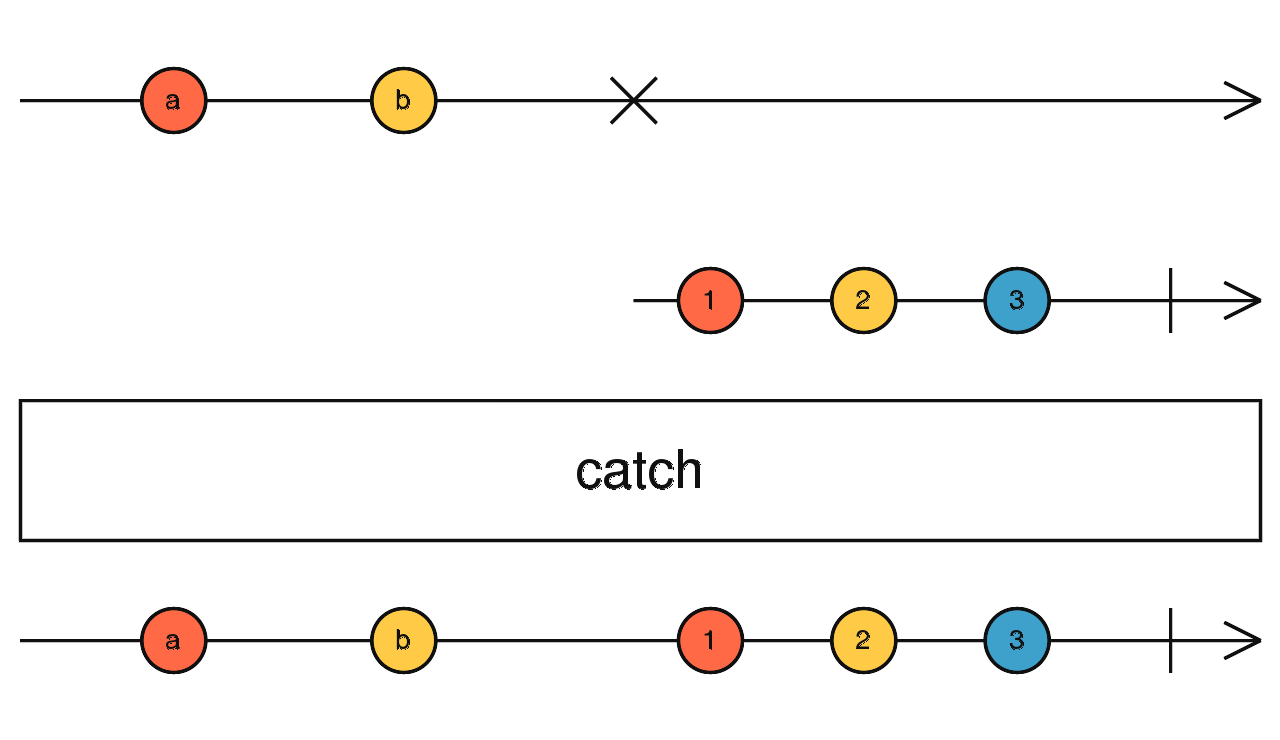 a b
1 2 3
catch
a b 1 2 3